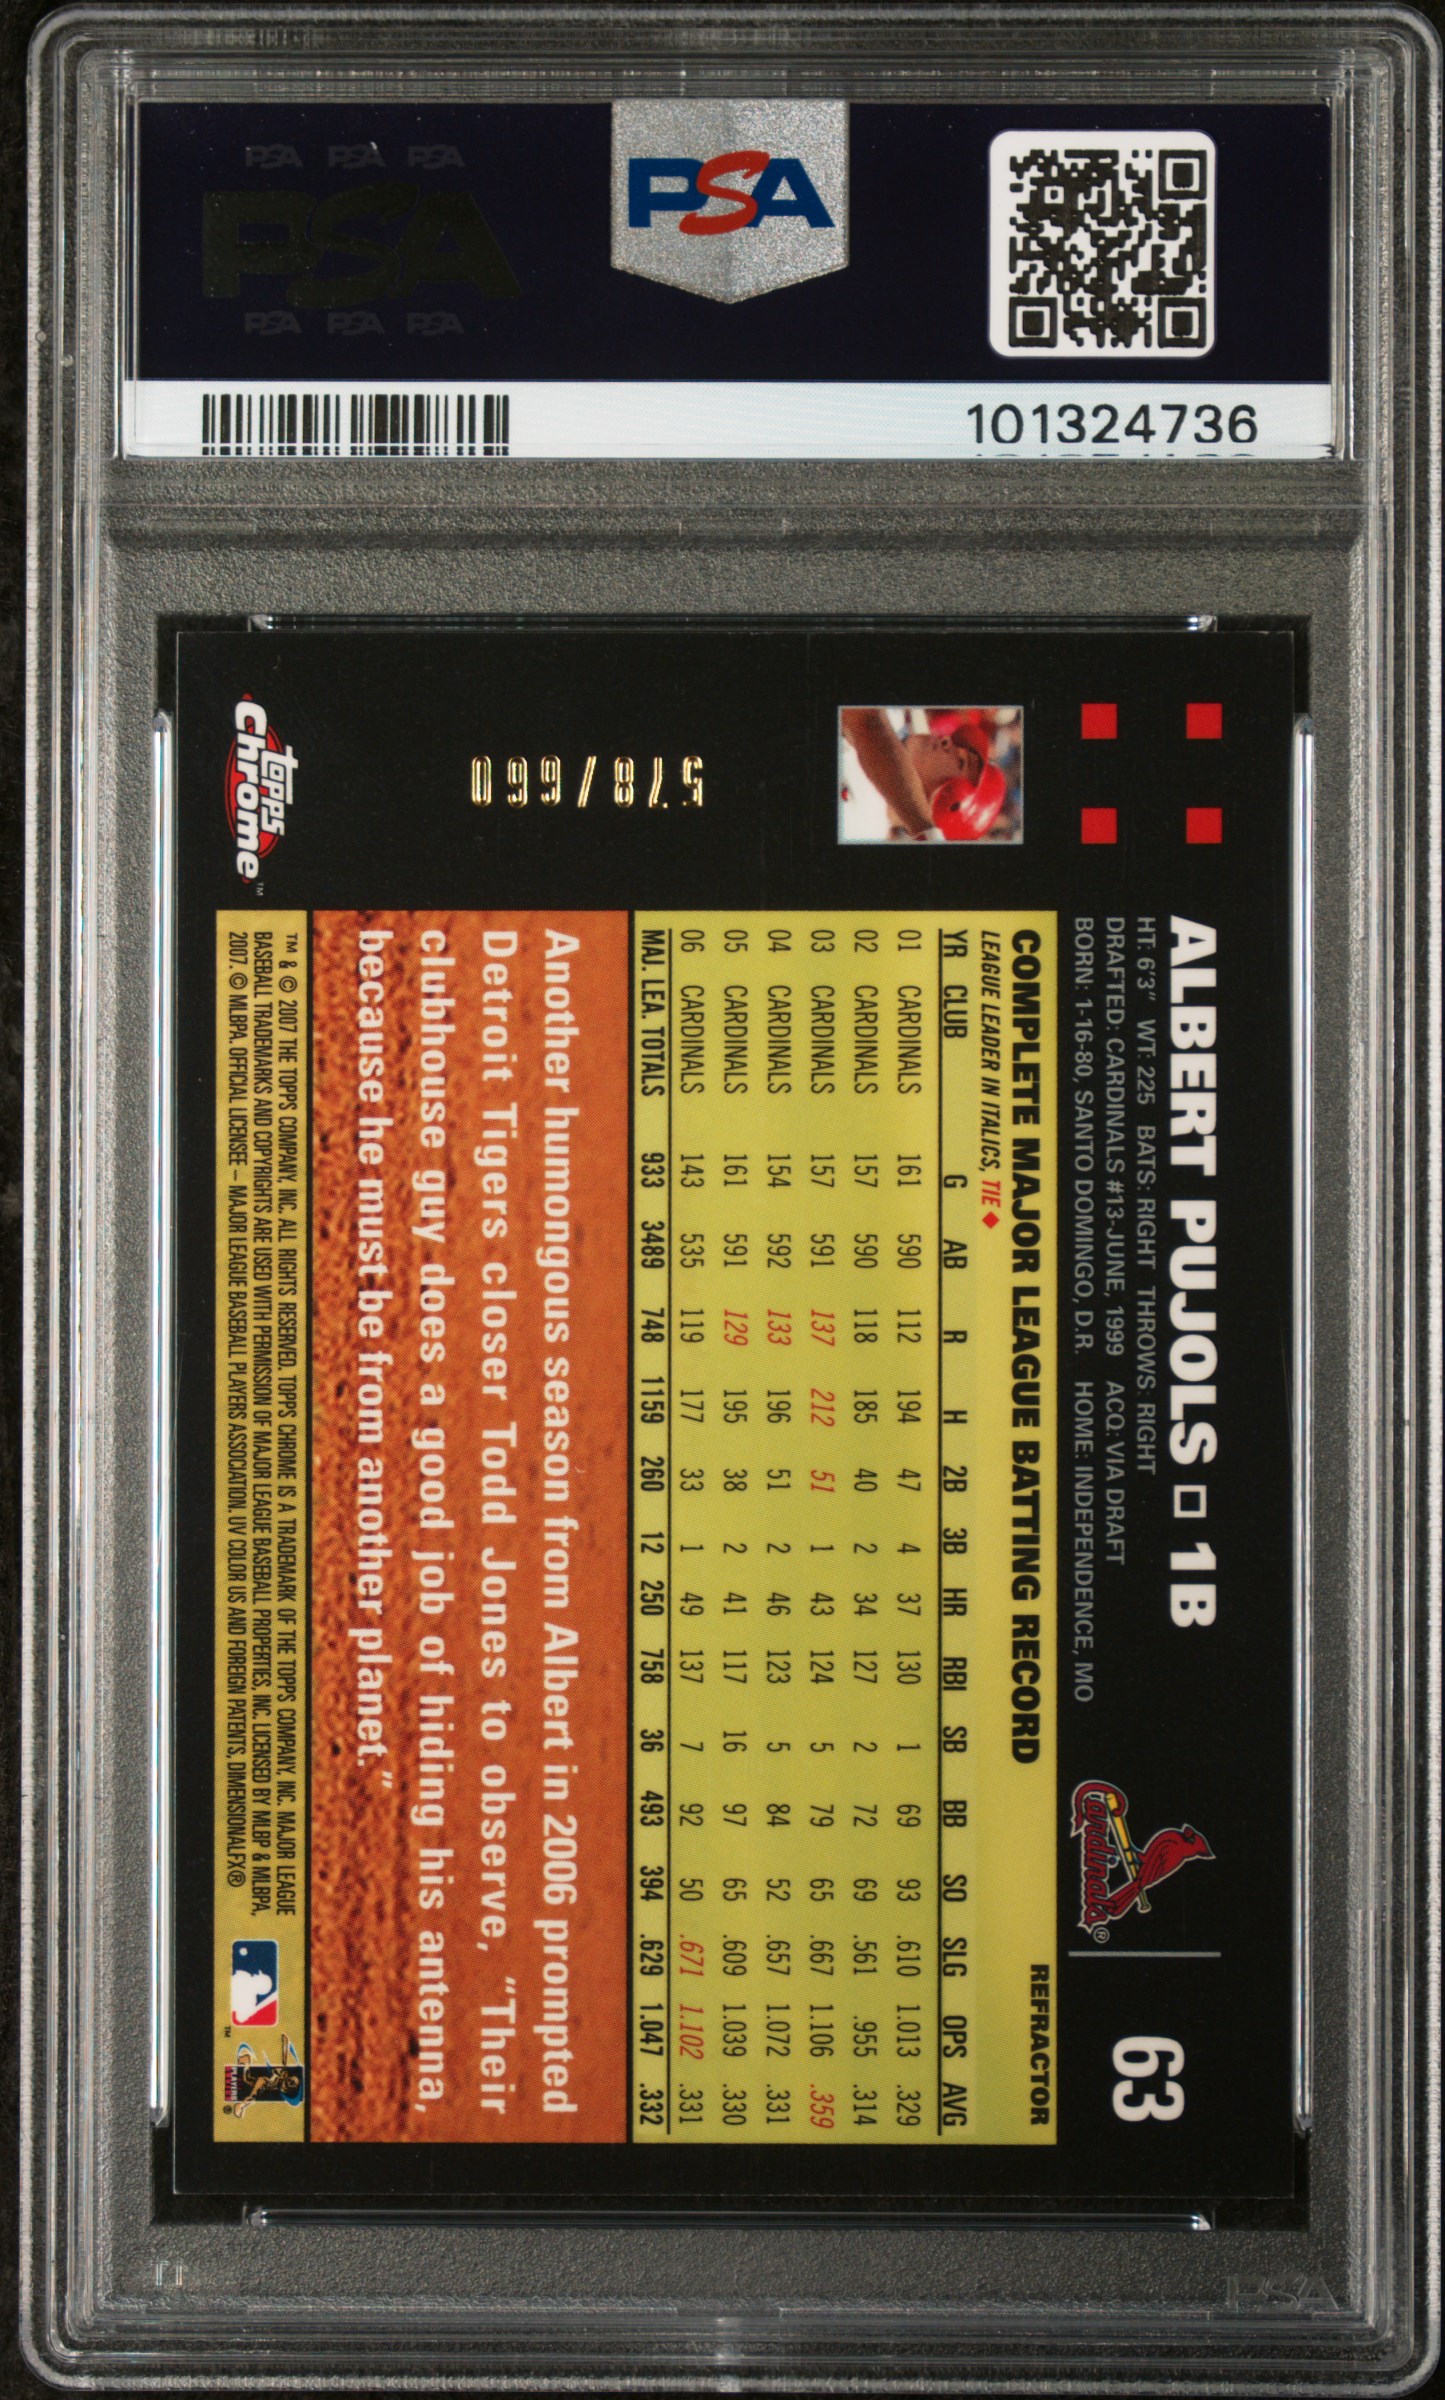 PSA PSA PSA
PSA
PSA PSA PSA
PSA
101324736
ALBERT PUJOLS □ 1B
HT: 6'3" WT: 225 BATS: RIGHT THROWS: RIGHT
DRAFTED: CARDINALS #13-JUNE, 1999 ACQ: VIA DRAFT
BORN: 1-16-80, SANTO DOMINGO, D.R. HOME: INDEPENDENCE, MO
Cardinals®
63
COMPLETE MAJOR LEAGUE BATTING RECORD REFRACTOR
LEAGUE LEADER IN ITALICS, TIE ♦
YR CLUB G AB R H 2B 3B HR RBI SB BB SO SLG OPS AVG
01 CARDINALS 161 590 112 194 47 4 37 130 1 69 93 .610 1.013 .329
02 CARDINALS 157 590 118 185 40 2 34 127 2 72 69 .561 .955 .314
03 CARDINALS 157 591 137 212 51 1 43 124 5 79 65 .667 1.106 .359
04 CARDINALS 154 592 133 196 51 2 46 123 5 84 52 .657 1.072 .331
05 CARDINALS 161 591 129 195 38 2 41 117 16 97 65 .609 1.039 .330
06 CARDINALS 143 535 119 177 33 1 49 137 7 92 50 .671 1.102 .331
MAJ. LEA. TOTALS 933 3489 748 1159 260 12 250 758 36 493 394 .629 1.047 .332
578/660
Another humongous season from Albert in 2006 prompted
Detroit Tigers closer Todd Jones to observe, "Their
clubhouse guy does a good job of hiding his antenna,
because he must be from another planet."
topps
Chrome™
™ & © 2007 THE TOPPS COMPANY, INC. ALL RIGHTS RESERVED. TOPPS CHROME IS A TRADEMARK OF THE TOPPS COMPANY, INC. MAJOR LEAGUE
BASEBALL TRADEMARKS AND COPYRIGHTS ARE USED WITH PERMISSION OF MAJOR LEAGUE BASEBALL PROPERTIES, INC. LICENSED BY MLBP & MLBPA,
2007. © MLBPA. OFFICIAL LICENSEE – MAJOR LEAGUE BASEBALL PLAYERS ASSOCIATION. UV COLOR US AND FOREIGN PATENTS, DIMENSIONALFX®
PSA